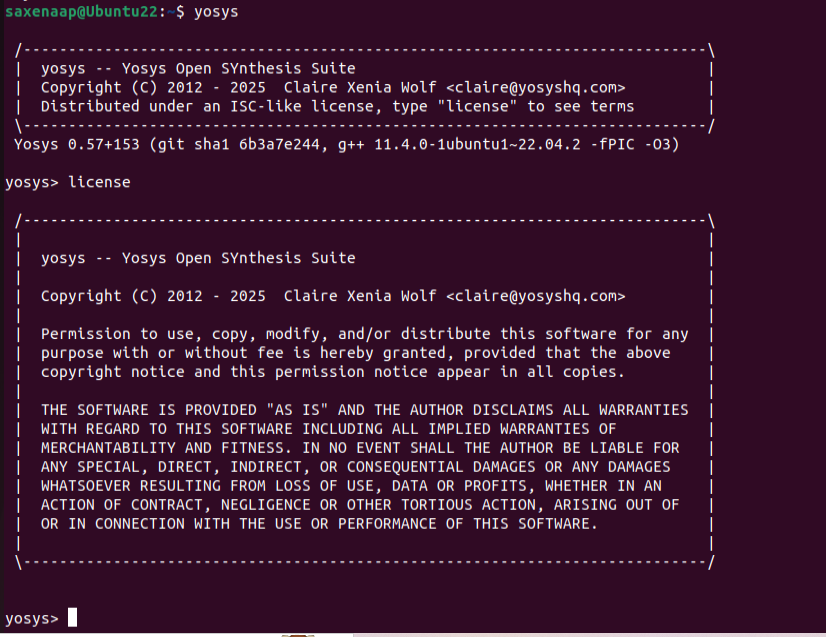 saxenaap@Ubuntu22:~$ yosys
/----------------------------------------------------------------------------\
|  yosys -- Yosys Open SYnthesis Suite                                       |
|  Copyright (C) 2012 - 2025  Claire Xenia Wolf <claire@yosyshq.com>         |
|  Distributed under an ISC-like license, type "license" to see terms        |
\----------------------------------------------------------------------------/
Yosys 0.57+153 (git sha1 6b3a7e244, g++ 11.4.0-1ubuntu1~22.04.2 -fPIC -O3)
yosys> license
/----------------------------------------------------------------------------\
|                                                                            |
|  yosys -- Yosys Open SYnthesis Suite                                       |
|                                                                            |
|  Copyright (C) 2012 - 2025  Claire Xenia Wolf <claire@yosyshq.com>         |
|                                                                            |
|  Permission to use, copy, modify, and/or distribute this software for any  |
|  purpose with or without fee is hereby granted, provided that the above    |
|  copyright notice and this permission notice appear in all copies.         |
|                                                                            |
|  THE SOFTWARE IS PROVIDED "AS IS" AND THE AUTHOR DISCLAIMS ALL WARRANTIES  |
|  WITH REGARD TO THIS SOFTWARE INCLUDING ALL IMPLIED WARRANTIES OF          |
|  MERCHANTABILITY AND FITNESS. IN NO EVENT SHALL THE AUTHOR BE LIABLE FOR   |
|  ANY SPECIAL, DIRECT, INDIRECT, OR CONSEQUENTIAL DAMAGES OR ANY DAMAGES    |
|  WHATSOEVER RESULTING FROM LOSS OF USE, DATA OR PROFITS, WHETHER IN AN     |
|  ACTION OF CONTRACT, NEGLIGENCE OR OTHER TORTIOUS ACTION, ARISING OUT OF   |
|  OR IN CONNECTION WITH THE USE OR PERFORMANCE OF THIS SOFTWARE.            |
|                                                                            |
\----------------------------------------------------------------------------/
yosys>